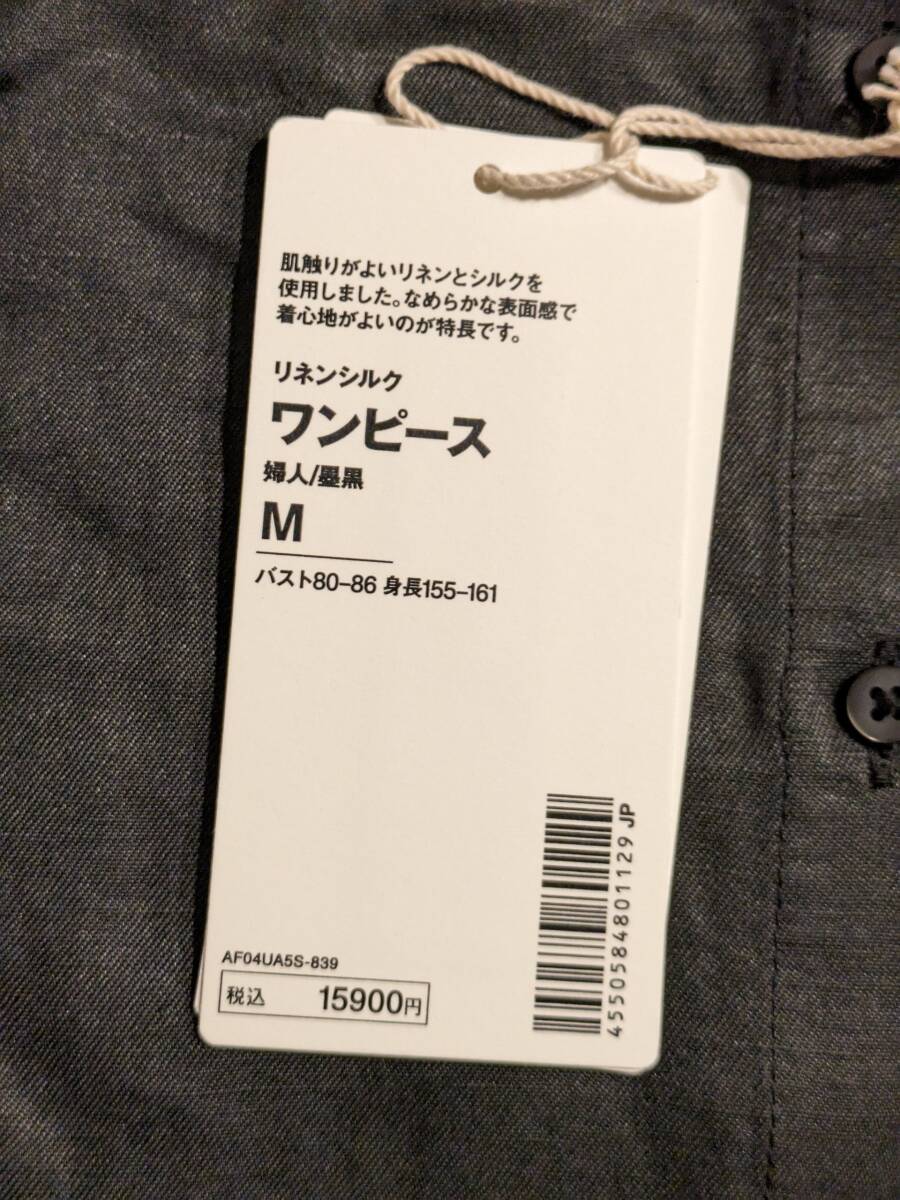 肌触りがよいリネンとシルクを
使用しました。なめらかな表面感で
着心地がよいのが特長です。
リネンシルク
ワンピース
婦人/墨黒
M
バスト80–86 身長155–161
AF04UA5S-839
税込 15900円
4550584801129 JP